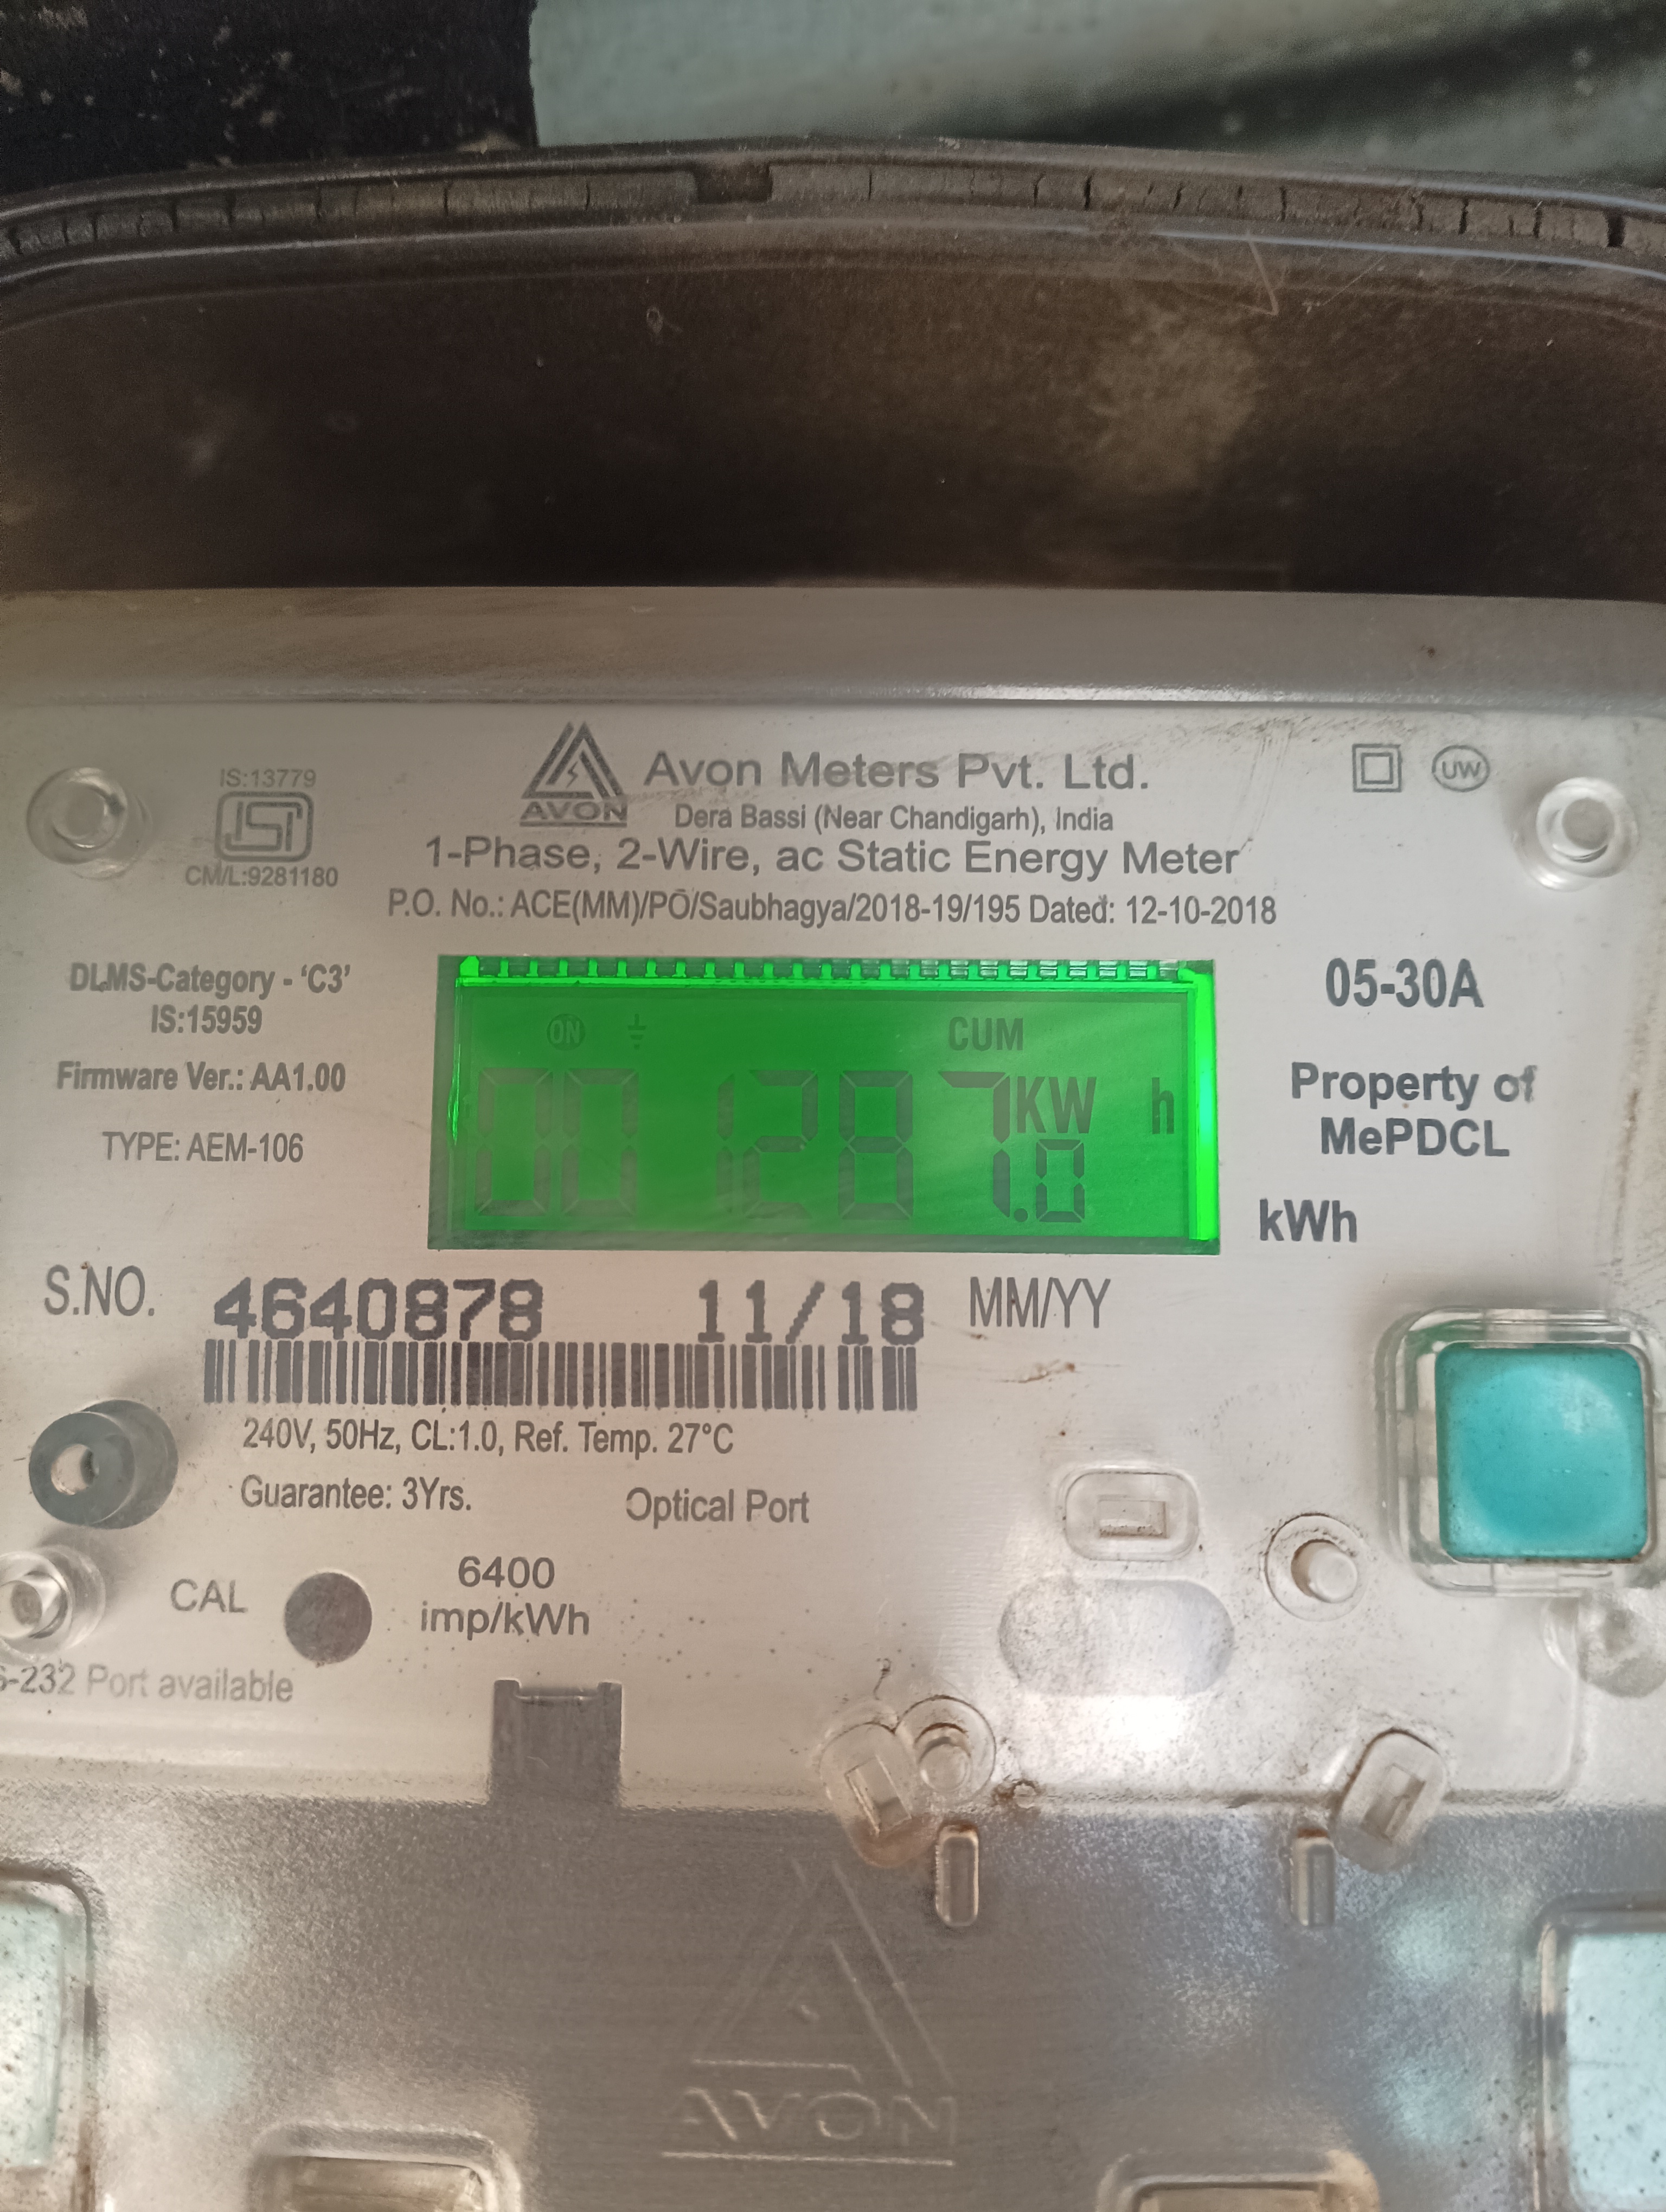 IS:13779
ISI
CM/L:9281180
AVON
Avon Meters Pvt. Ltd.
Dera Bassi (Near Chandigarh), India
UW
1-Phase, 2-Wire, ac Static Energy Meter
P.O. No.: ACE(MM)/PO/Saubhagya/2018-19/195 Dated: 12-10-2018
DLMS-Category - ‘C3’
IS:15959
Firmware Ver.: AA1.00
TYPE: AEM-106
ON CUM
001287.0 KW h
05-30A
Property of
MePDCL
kWh
S.NO. 4640878 11/18 MM/YY
240V, 50Hz, CL:1.0, Ref. Temp. 27°C
Guarantee: 3Yrs.
Optical Port
CAL
6400
imp/kWh
-232 Port available
AVON